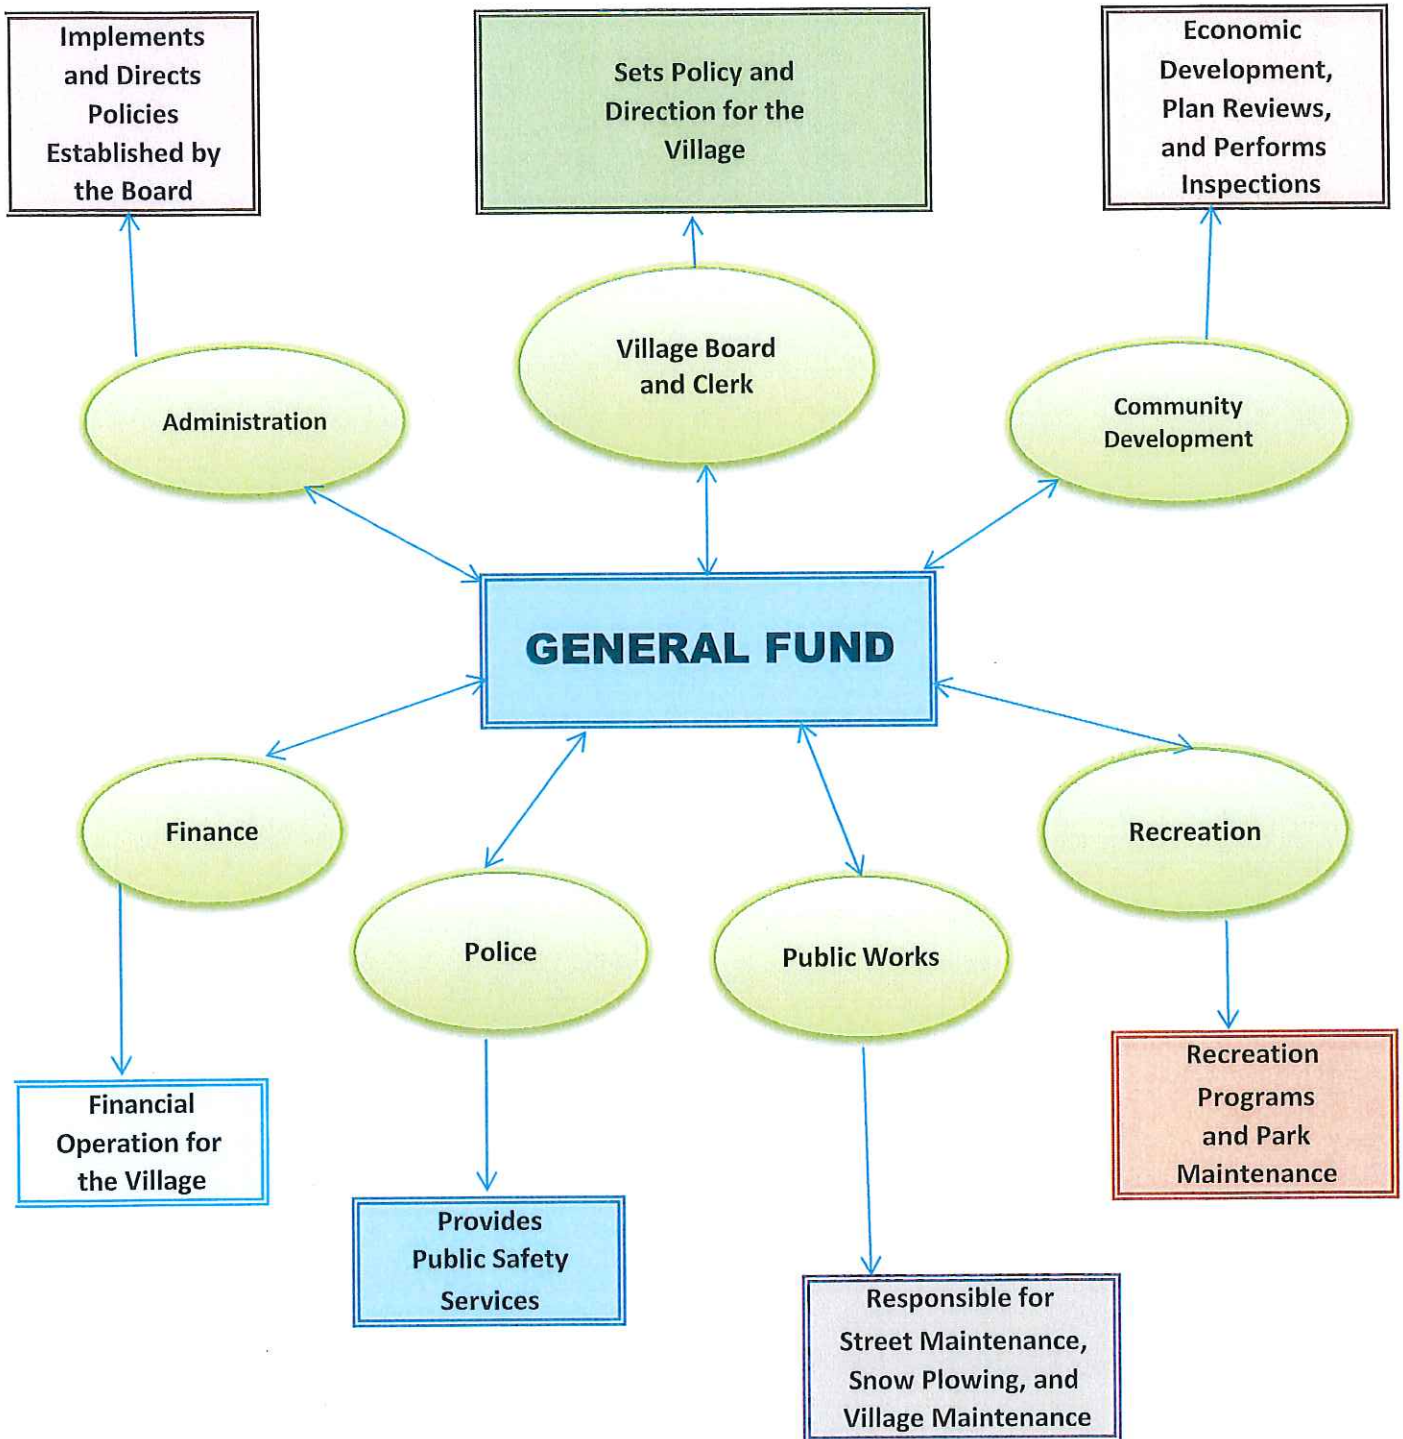 Implements
and Directs
Policies
Established by
the Board
Sets Policy and
Direction for the
Village
Economic
Development,
Plan Reviews,
and Performs
Inspections
Administration
Village Board
and Clerk
Community
Development
GENERAL FUND
Finance
Police
Public Works
Recreation
Financial
Operation for
the Village
Provides
Public Safety
Services
Responsible for
Street Maintenance,
Snow Plowing, and
Village Maintenance
Recreation
Programs
and Park
Maintenance